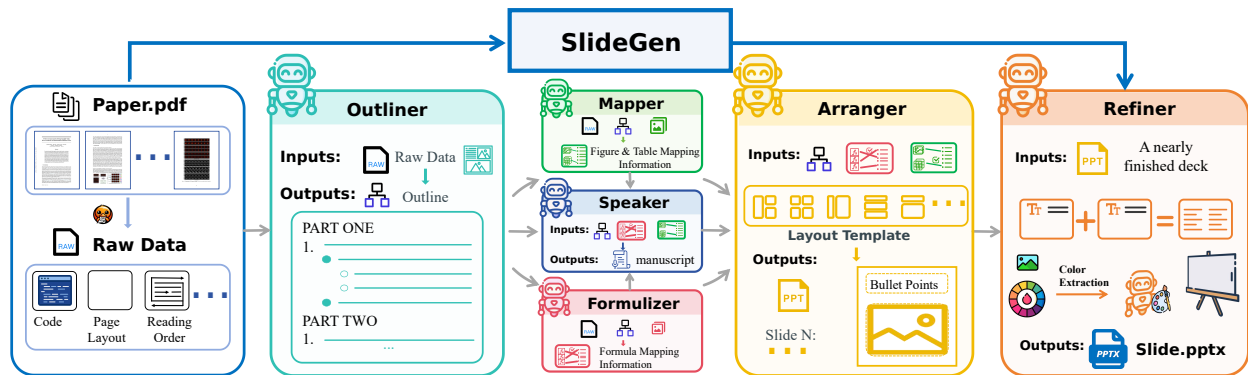 SlideGen
Paper.pdf
RAW
Raw Data
Code
Page
Layout
Reading
Order
Outliner
Inputs:
RAW
Raw Data
Outputs:
Outline
PART ONE
1.
PART TWO
1.
...
Mapper
RAW
Figure & Table Mapping
Information
Speaker
Inputs:
Outputs:
manuscript
Formulizer
RAW
Formula Mapping
Information
Arranger
Inputs:
Layout Template
Outputs:
PPT
Bullet Points
Slide N:
Refiner
Inputs:
PPT
A nearly
finished deck
TT
+
TT
=
Color
Extraction
Outputs:
PPTX
Slide.pptx